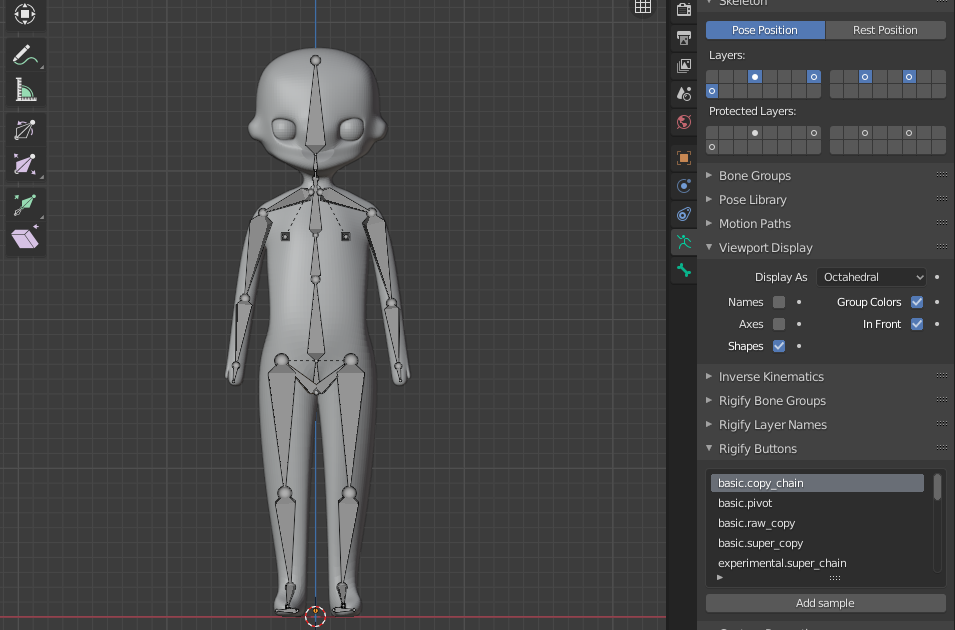 Skeleton
Pose Position Rest Position
Layers:
Protected Layers:
Bone Groups
Pose Library
Motion Paths
Viewport Display
Display As Octahedral
Names Group Colors
Axes In Front
Shapes
Inverse Kinematics
Rigify Bone Groups
Rigify Layer Names
Rigify Buttons
basic.copy_chain
basic.pivot
basic.raw_copy
basic.super_copy
experimental.super_chain
Add sample